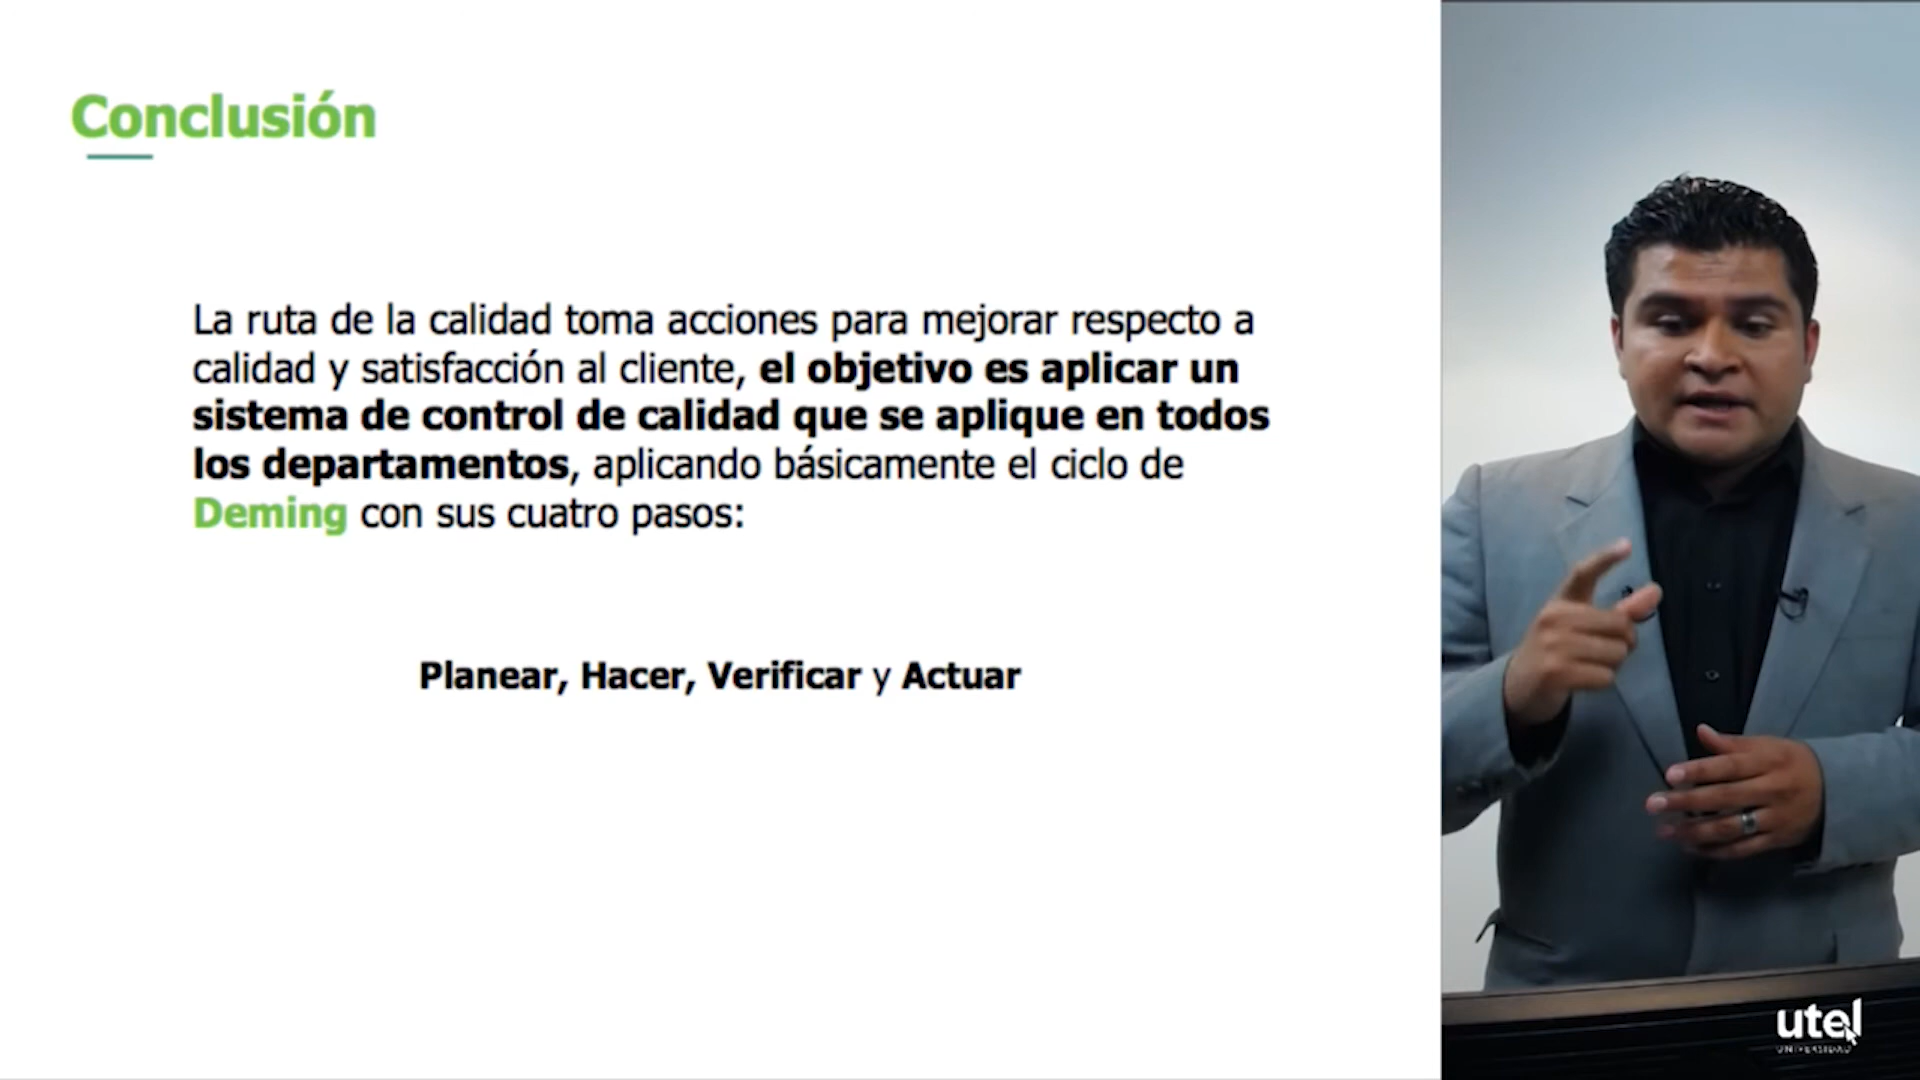 Conclusión
La ruta de la calidad toma acciones para mejorar respecto a
calidad y satisfacción al cliente, el objetivo es aplicar un
sistema de control de calidad que se aplique en todos
los departamentos, aplicando básicamente el ciclo de
Deming con sus cuatro pasos:
Planear, Hacer, Verificar y Actuar
utel
UNIVERSIDAD